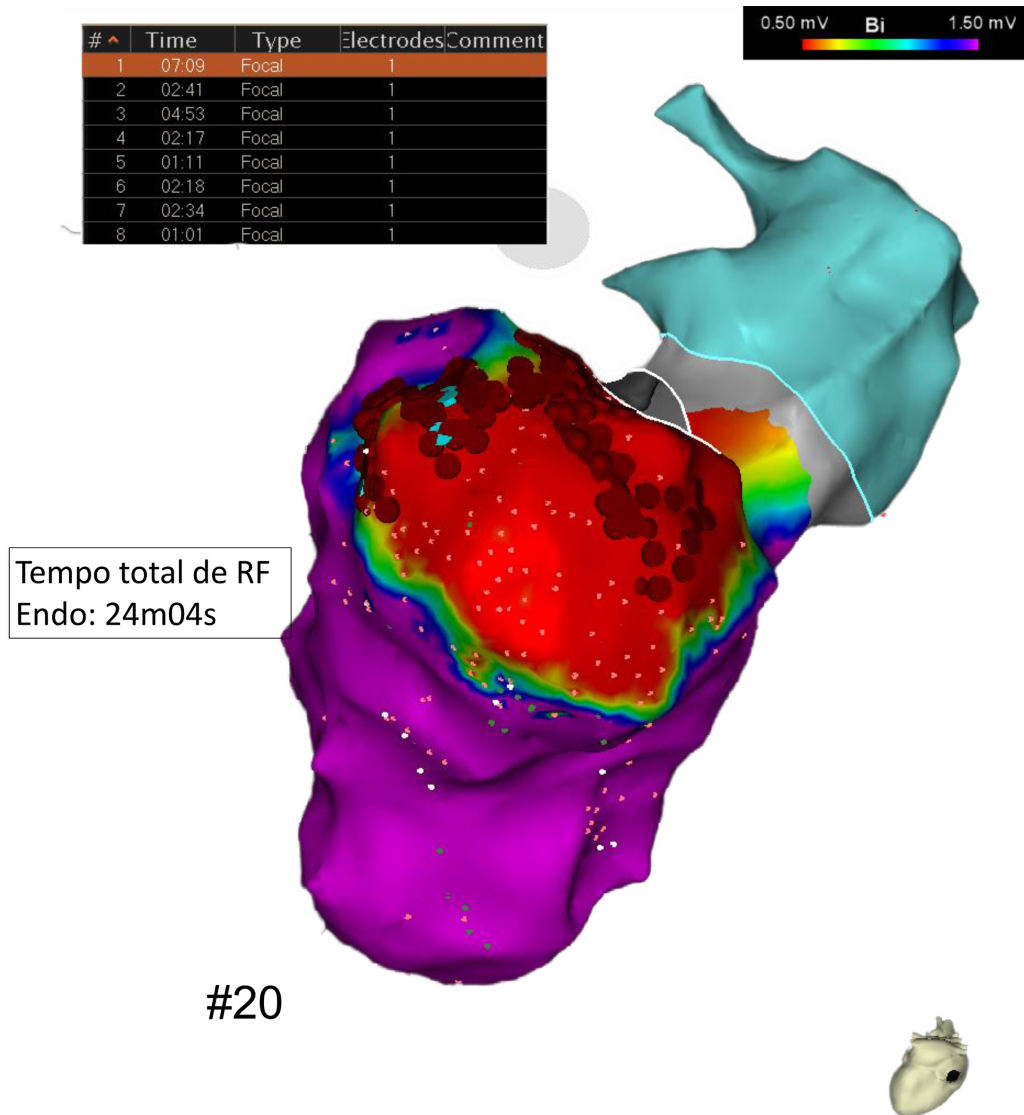 # Time Type Electrodes Comment
1 07:09 Focal 1
2 02:41 Focal 1
3 04:53 Focal 1
4 02:17 Focal 1
5 01:11 Focal 1
6 02:18 Focal 1
7 02:34 Focal 1
8 01:01 Focal 1
0.50 mV Bi 1.50 mV
Tempo total de RF
Endo: 24m04s
#20